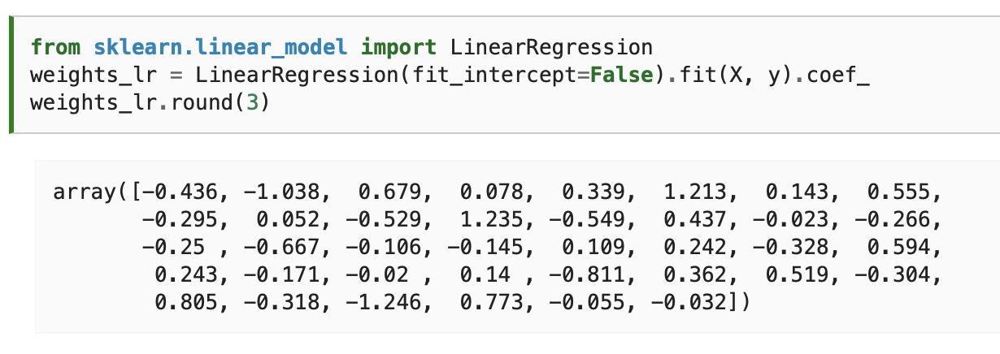 from sklearn.linear_model import LinearRegression
weights_lr = LinearRegression(fit_intercept=False).fit(X, y).coef_
weights_lr.round(3)
array([-0.436, -1.038,  0.679,  0.078,  0.339,  1.213,  0.143,  0.555,
       -0.295,  0.052, -0.529,  1.235, -0.549,  0.437, -0.023, -0.266,
       -0.25 , -0.667, -0.106, -0.145,  0.109,  0.242, -0.328,  0.594,
        0.243, -0.171, -0.02 ,  0.14 , -0.811,  0.362,  0.519, -0.304,
        0.805, -0.318, -1.246,  0.773, -0.055, -0.032])